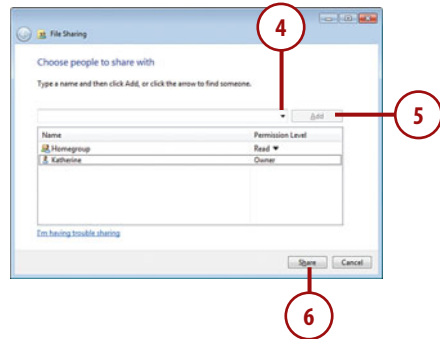 4
File Sharing
Choose people to share with
Type a name and then click Add, or click the arrow to find someone.
Add
5
Name Permission Level
Homegroup Read
Katherine Owner
I'm having trouble sharing
Share Cancel
6